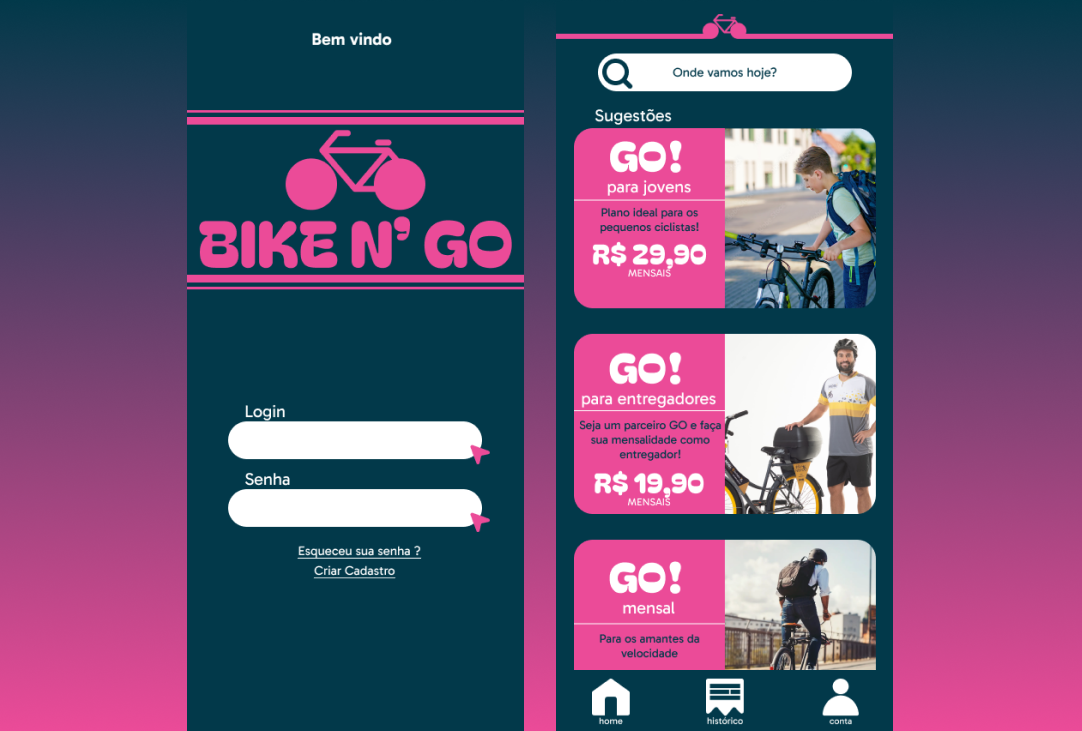 Bem vindo
BIKE N' GO
Login
Senha
Esqueceu sua senha ?
Criar Cadastro
Onde vamos hoje?
Sugestões
GO!
para jovens
Plano ideal para os
pequenos ciclistas!
R$ 29,90
MENSAIS
GO!
para entregadores
Seja um parceiro GO e faça
sua mensalidade como
entregador!
R$ 19,90
MENSAIS
GO!
mensal
Para os amantes da
velocidade
home
histórico
conta